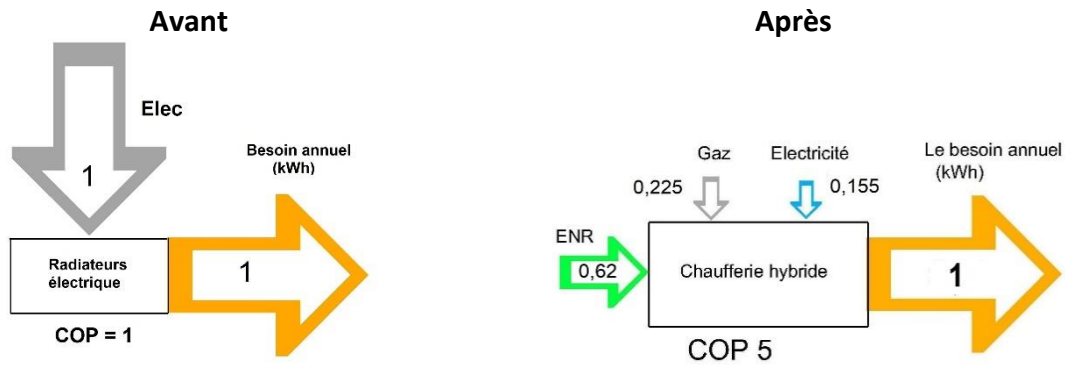 Avant
Elec
1
Besoin annuel
(kWh)
Radiateurs
électrique
1
COP = 1
Après
Gaz
Electricité
Le besoin annuel
(kWh)
0,225
0,155
ENR
0,62
Chaufferie hybride
1
COP 5